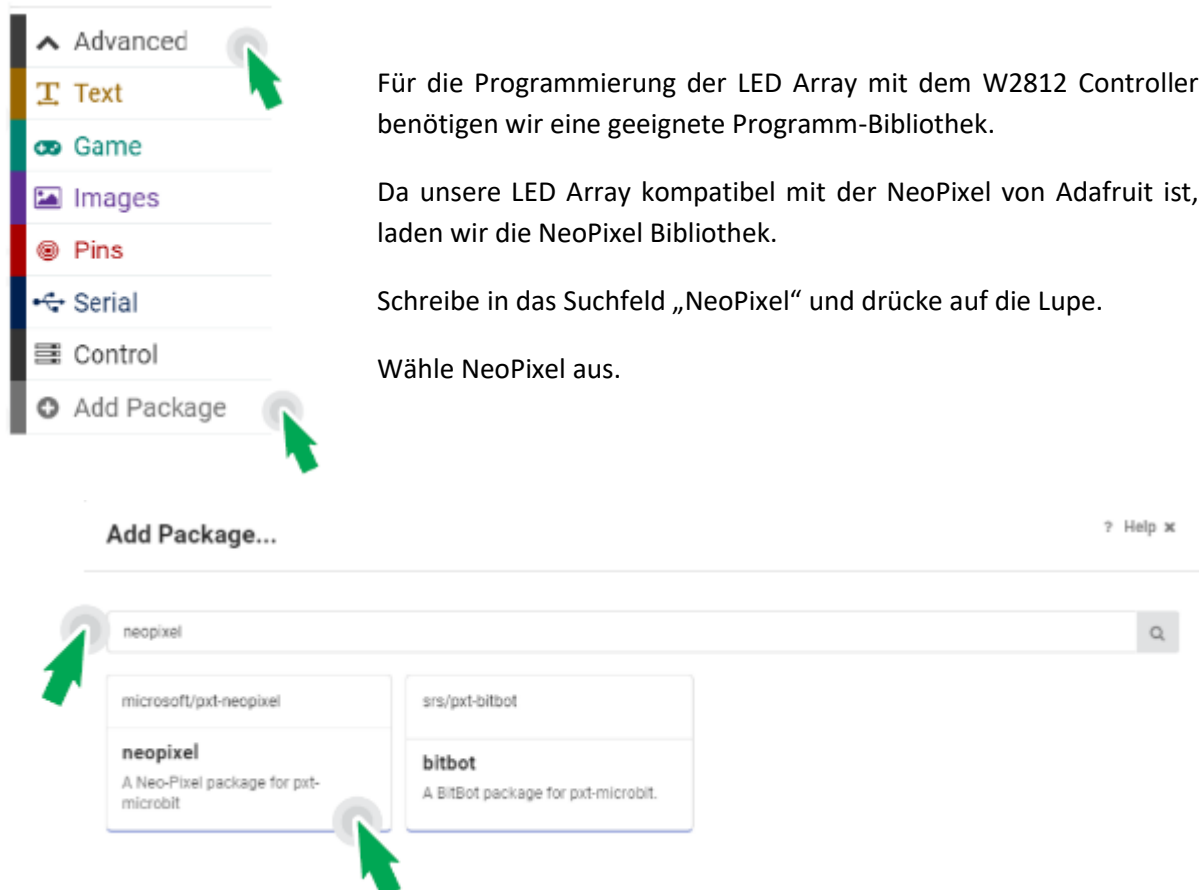 Advanced
Text
Game
Images
Pins
Serial
Control
Add Package
Für die Programmierung der LED Array mit dem W2812 Controller
benötigen wir eine geeignete Programm-Bibliothek.
Da unsere LED Array kompatibel mit der NeoPixel von Adafruit ist,
laden wir die NeoPixel Bibliothek.
Schreibe in das Suchfeld „NeoPixel“ und drücke auf die Lupe.
Wähle NeoPixel aus.
Add Package...
? Help ×
neopixel
microsoft/pxt-neopixel
neopixel
A Neo-Pixel package for pxt-
microbit
srs/pxt-bitbot
bitbot
A BitBot package for pxt-microbit.